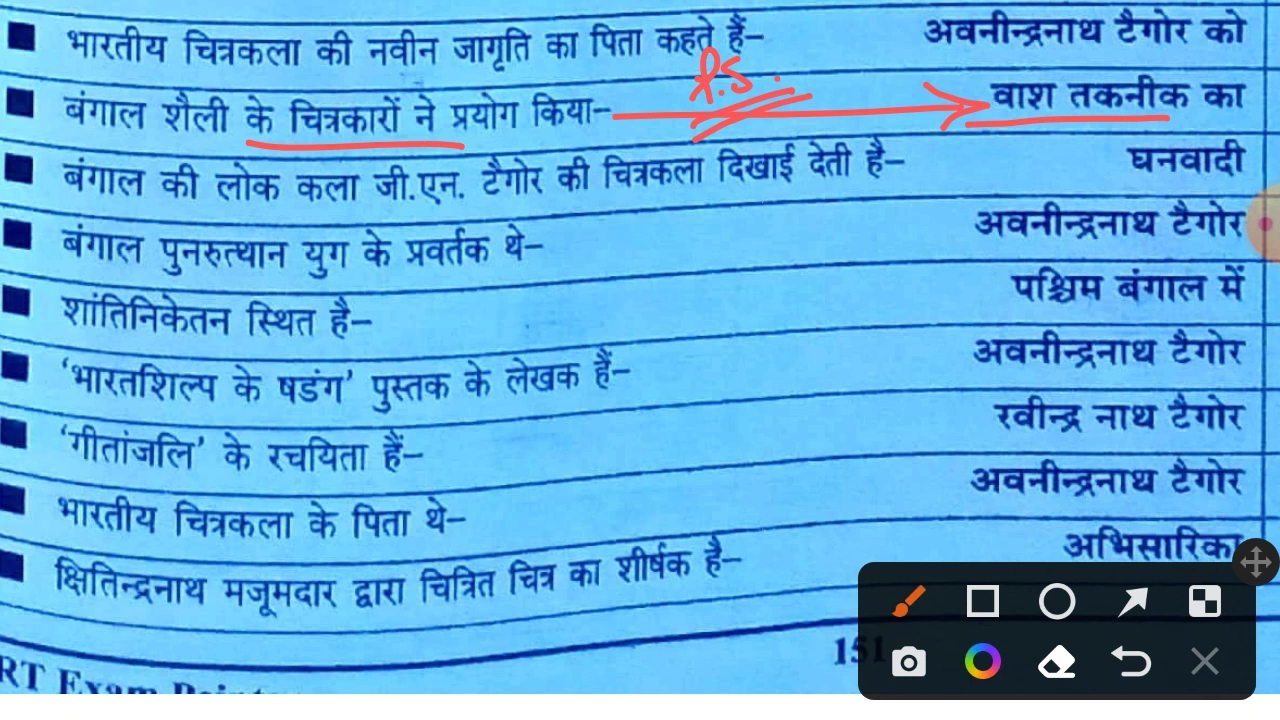 ■ भारतीय चित्रकला की नवीन जागृति का पिता कहते हैं– अवनीन्द्रनाथ टैगोर को
P.S.
■ बंगाल शैली के चित्रकारों ने प्रयोग किया– वाश तकनीक का
■ बंगाल की लोक कला जी.एन. टैगोर की चित्रकला दिखाई देती है– घनवादी
■ बंगाल पुनरुत्थान युग के प्रवर्तक थे– अवनीन्द्रनाथ टैगोर
■ शांतिनिकेतन स्थित है– पश्चिम बंगाल में
■ ‘भारतशिल्प के षडंग’ पुस्तक के लेखक हैं– अवनीन्द्रनाथ टैगोर
■ ‘गीतांजलि’ के रचयिता हैं– रवीन्द्र नाथ टैगोर
■ भारतीय चित्रकला के पिता थे– अवनीन्द्रनाथ टैगोर
■ क्षितिन्द्रनाथ मजूमदार द्वारा चित्रित चित्र का शीर्षक है– अभिसारिका
151
RT Exam